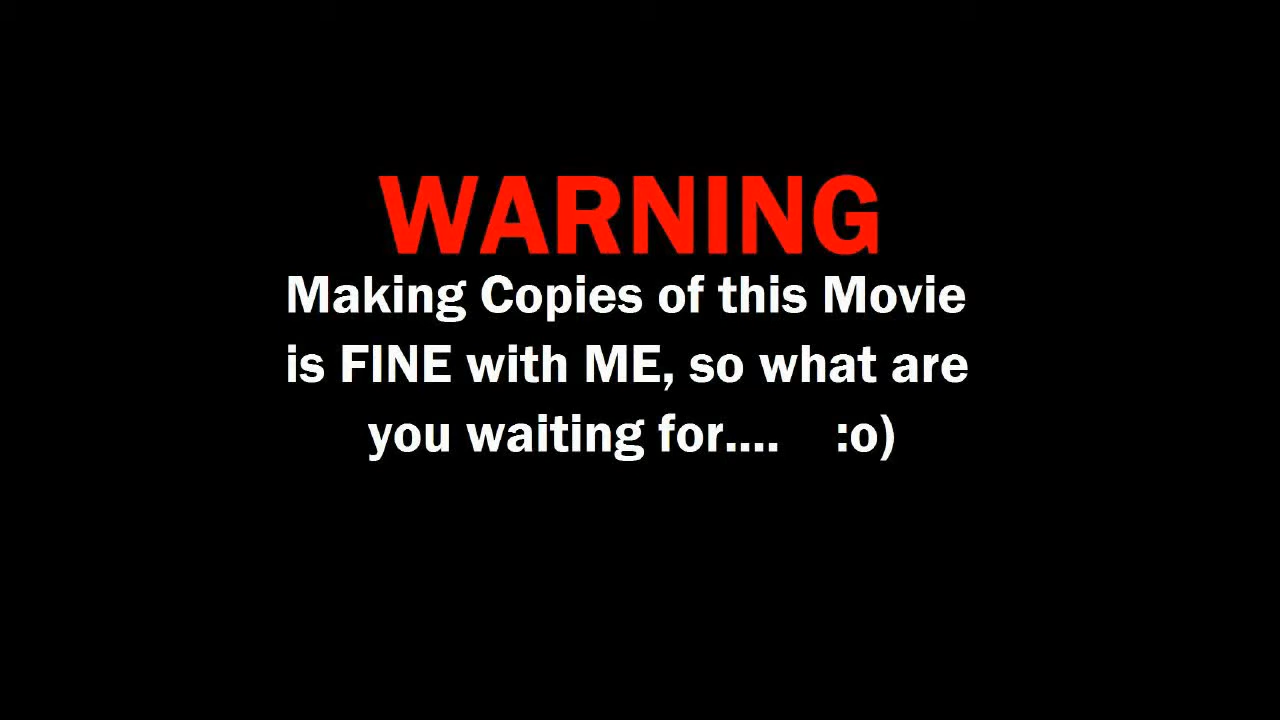 WARNING
Making Copies of this Movie
is FINE with ME, so what are
you waiting for.... :o)